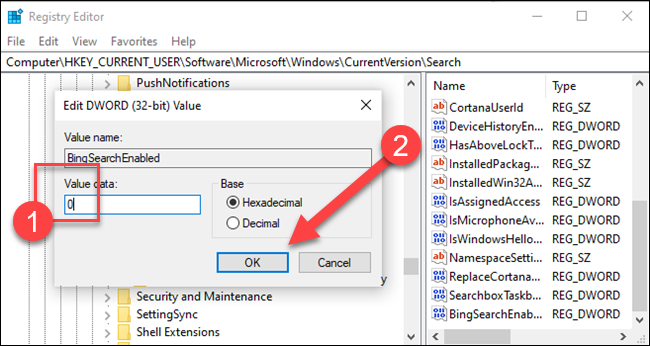 Registry Editor
File Edit View Favorites Help
Computer\HKEY_CURRENT_USER\Software\Microsoft\Windows\CurrentVersion\Search
PushNotifications
Edit DWORD (32-bit) Value
Value name:
BingSearchEnabled
Value data:
0
Base
Hexadecimal
Decimal
OK Cancel
1
2
y
Security and Maintenance
SettingSync
Shell Extensions
Name Type
CortanaUserId REG_SZ
DeviceHistoryEn... REG_DWORD
HasAboveLockT... REG_DWORD
InstalledPackag... REG_SZ
InstalledWin32A... REG_SZ
IsAssignedAccess REG_DWORD
IsMicrophoneAv... REG_DWORD
IsWindowsHello... REG_DWORD
NamespaceSetti... REG_SZ
ReplaceCortana... REG_DWORD
SearchboxTaskb... REG_DWORD
BingSearchEnab... REG_DWORD